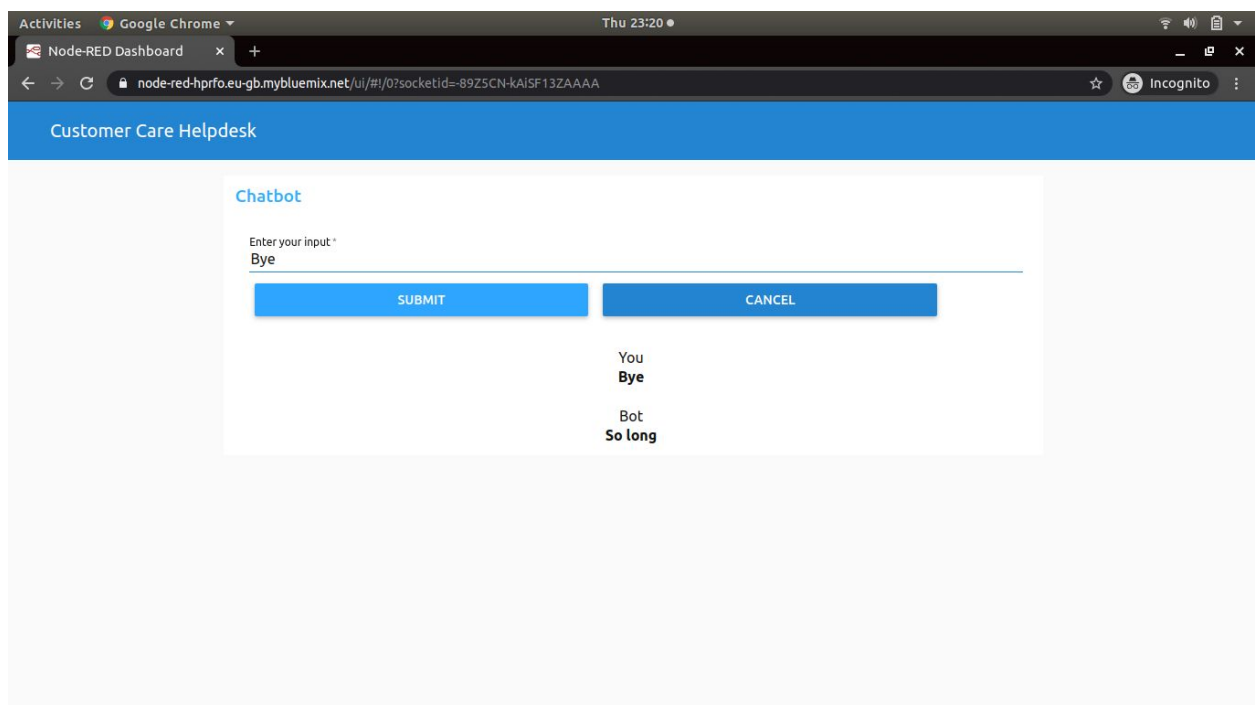 Activities Google Chrome Thu 23:20
Node-RED Dashboard
node-red-hprfo.eu-gb.mybluemix.net/ui/#!/0?socketid=-89Z5CN-kAiSF13ZAAAA Incognito
Customer Care Helpdesk
Chatbot
Enter your input *
Bye
SUBMIT CANCEL
You
Bye
Bot
So long